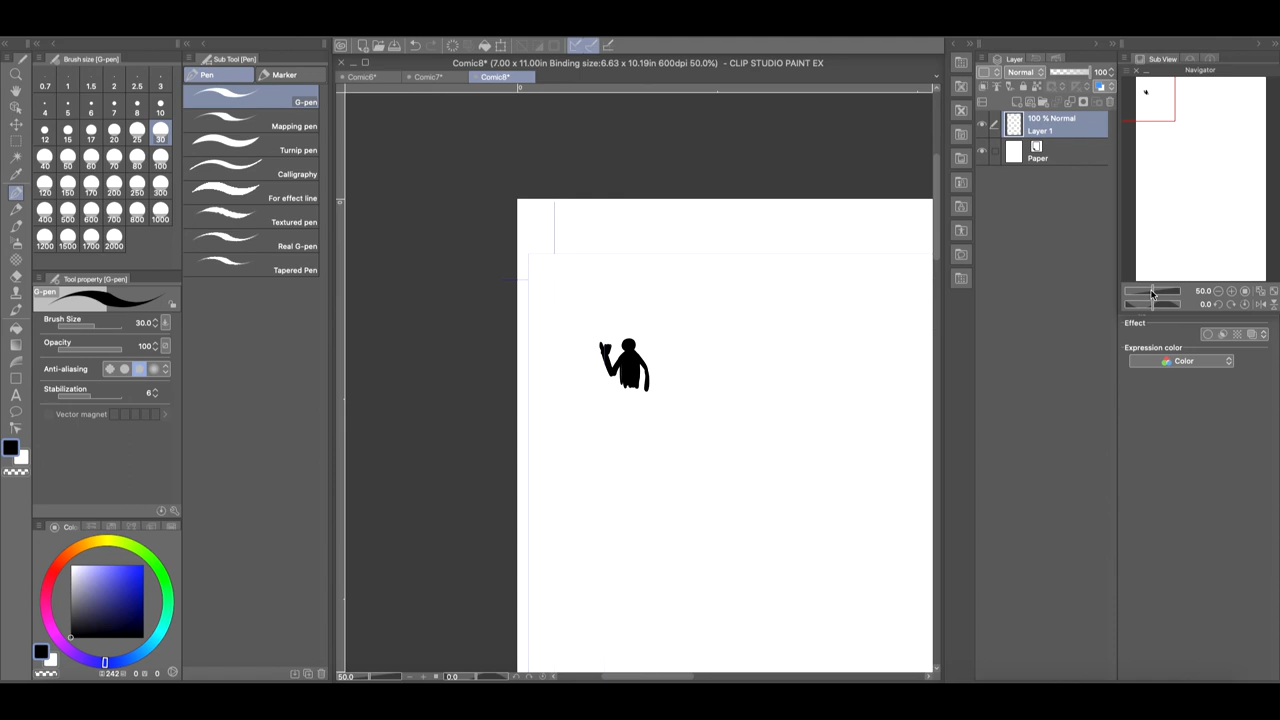 Brush size [G-pen]
Sub Tool [Pen]
Comic8* (7.00 x 11.00in Binding size:6.63 x 10.19in 600dpi 50.0%) - CLIP STUDIO PAINT EX
Layer
Sub View
Navigator
Pen
Marker
Comic6*
Comic7*
Comic8*
Normal
100
0.7 1 1.5 2 2.5 3
4 5 6 7 8 10
12 15 17 20 25 30
40 50 60 70 80 100
120 150 170 200 250 300
400 500 600 700 800 1000
1200 1500 1700 2000
G-pen
Mapping pen
Turnip pen
Calligraphy
For effect line
Textured pen
Real G-pen
Tapered Pen
100 % Normal
Layer 1
Paper
0
0
50.0
0.0
Effect
Expression color
Color
Tool property [G-pen]
G-pen
Brush Size 30.0
Opacity 100
Anti-aliasing
Stabilization 6
Vector magnet
Col
242 0 0
50.0
0.0